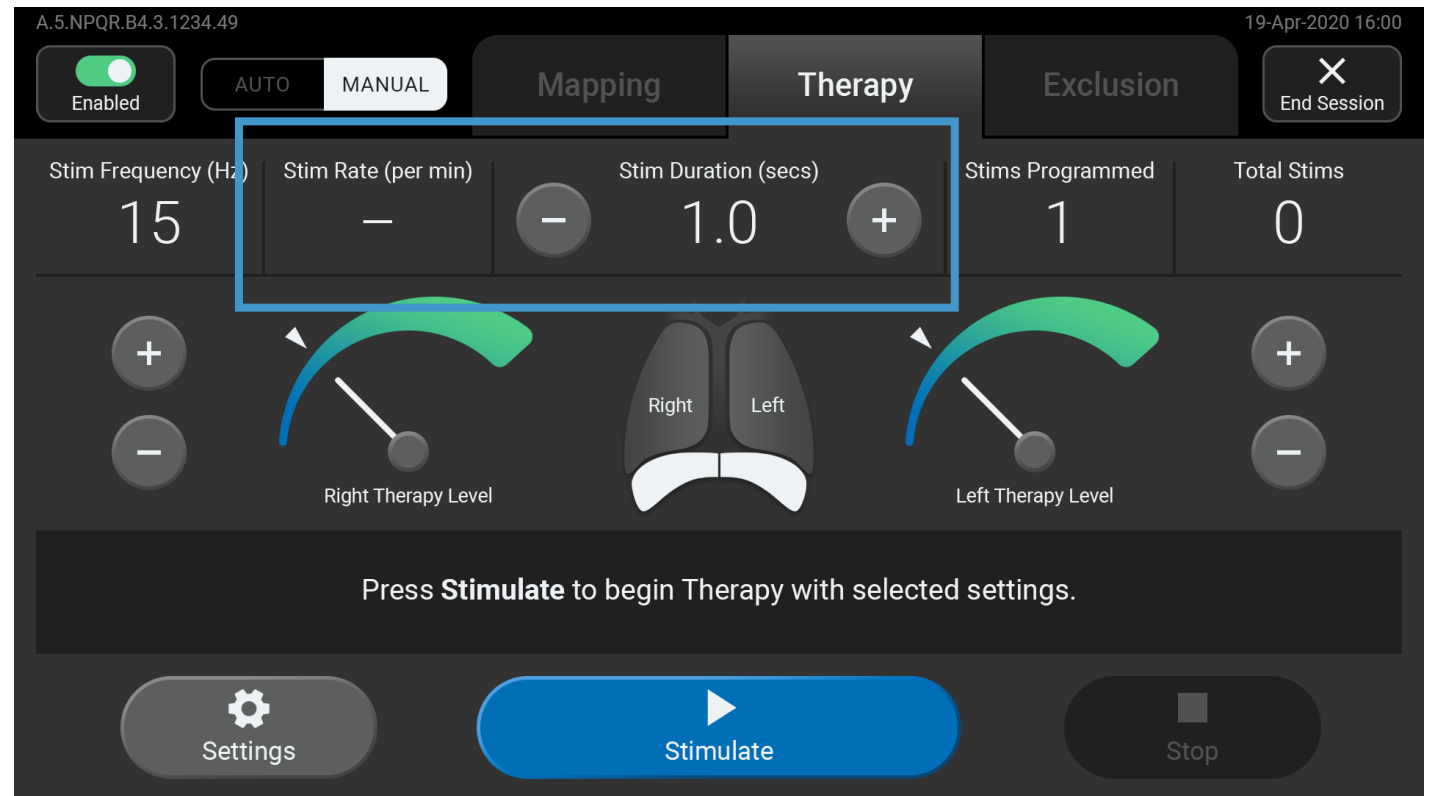 A.5.NPQR.B4.3.1234.49
19-Apr-2020 16:00
Enabled
AUTO
MANUAL
Mapping
Therapy
Exclusion
End Session
Stim Frequency (Hz)
15
Stim Rate (per min)
–
Stim Duration (secs)
– 1.0 +
Stims Programmed
1
Total Stims
0
+
–
Right Therapy Level
Right
Left
Left Therapy Level
+
–
Press Stimulate to begin Therapy with selected settings.
Settings
Stimulate
Stop